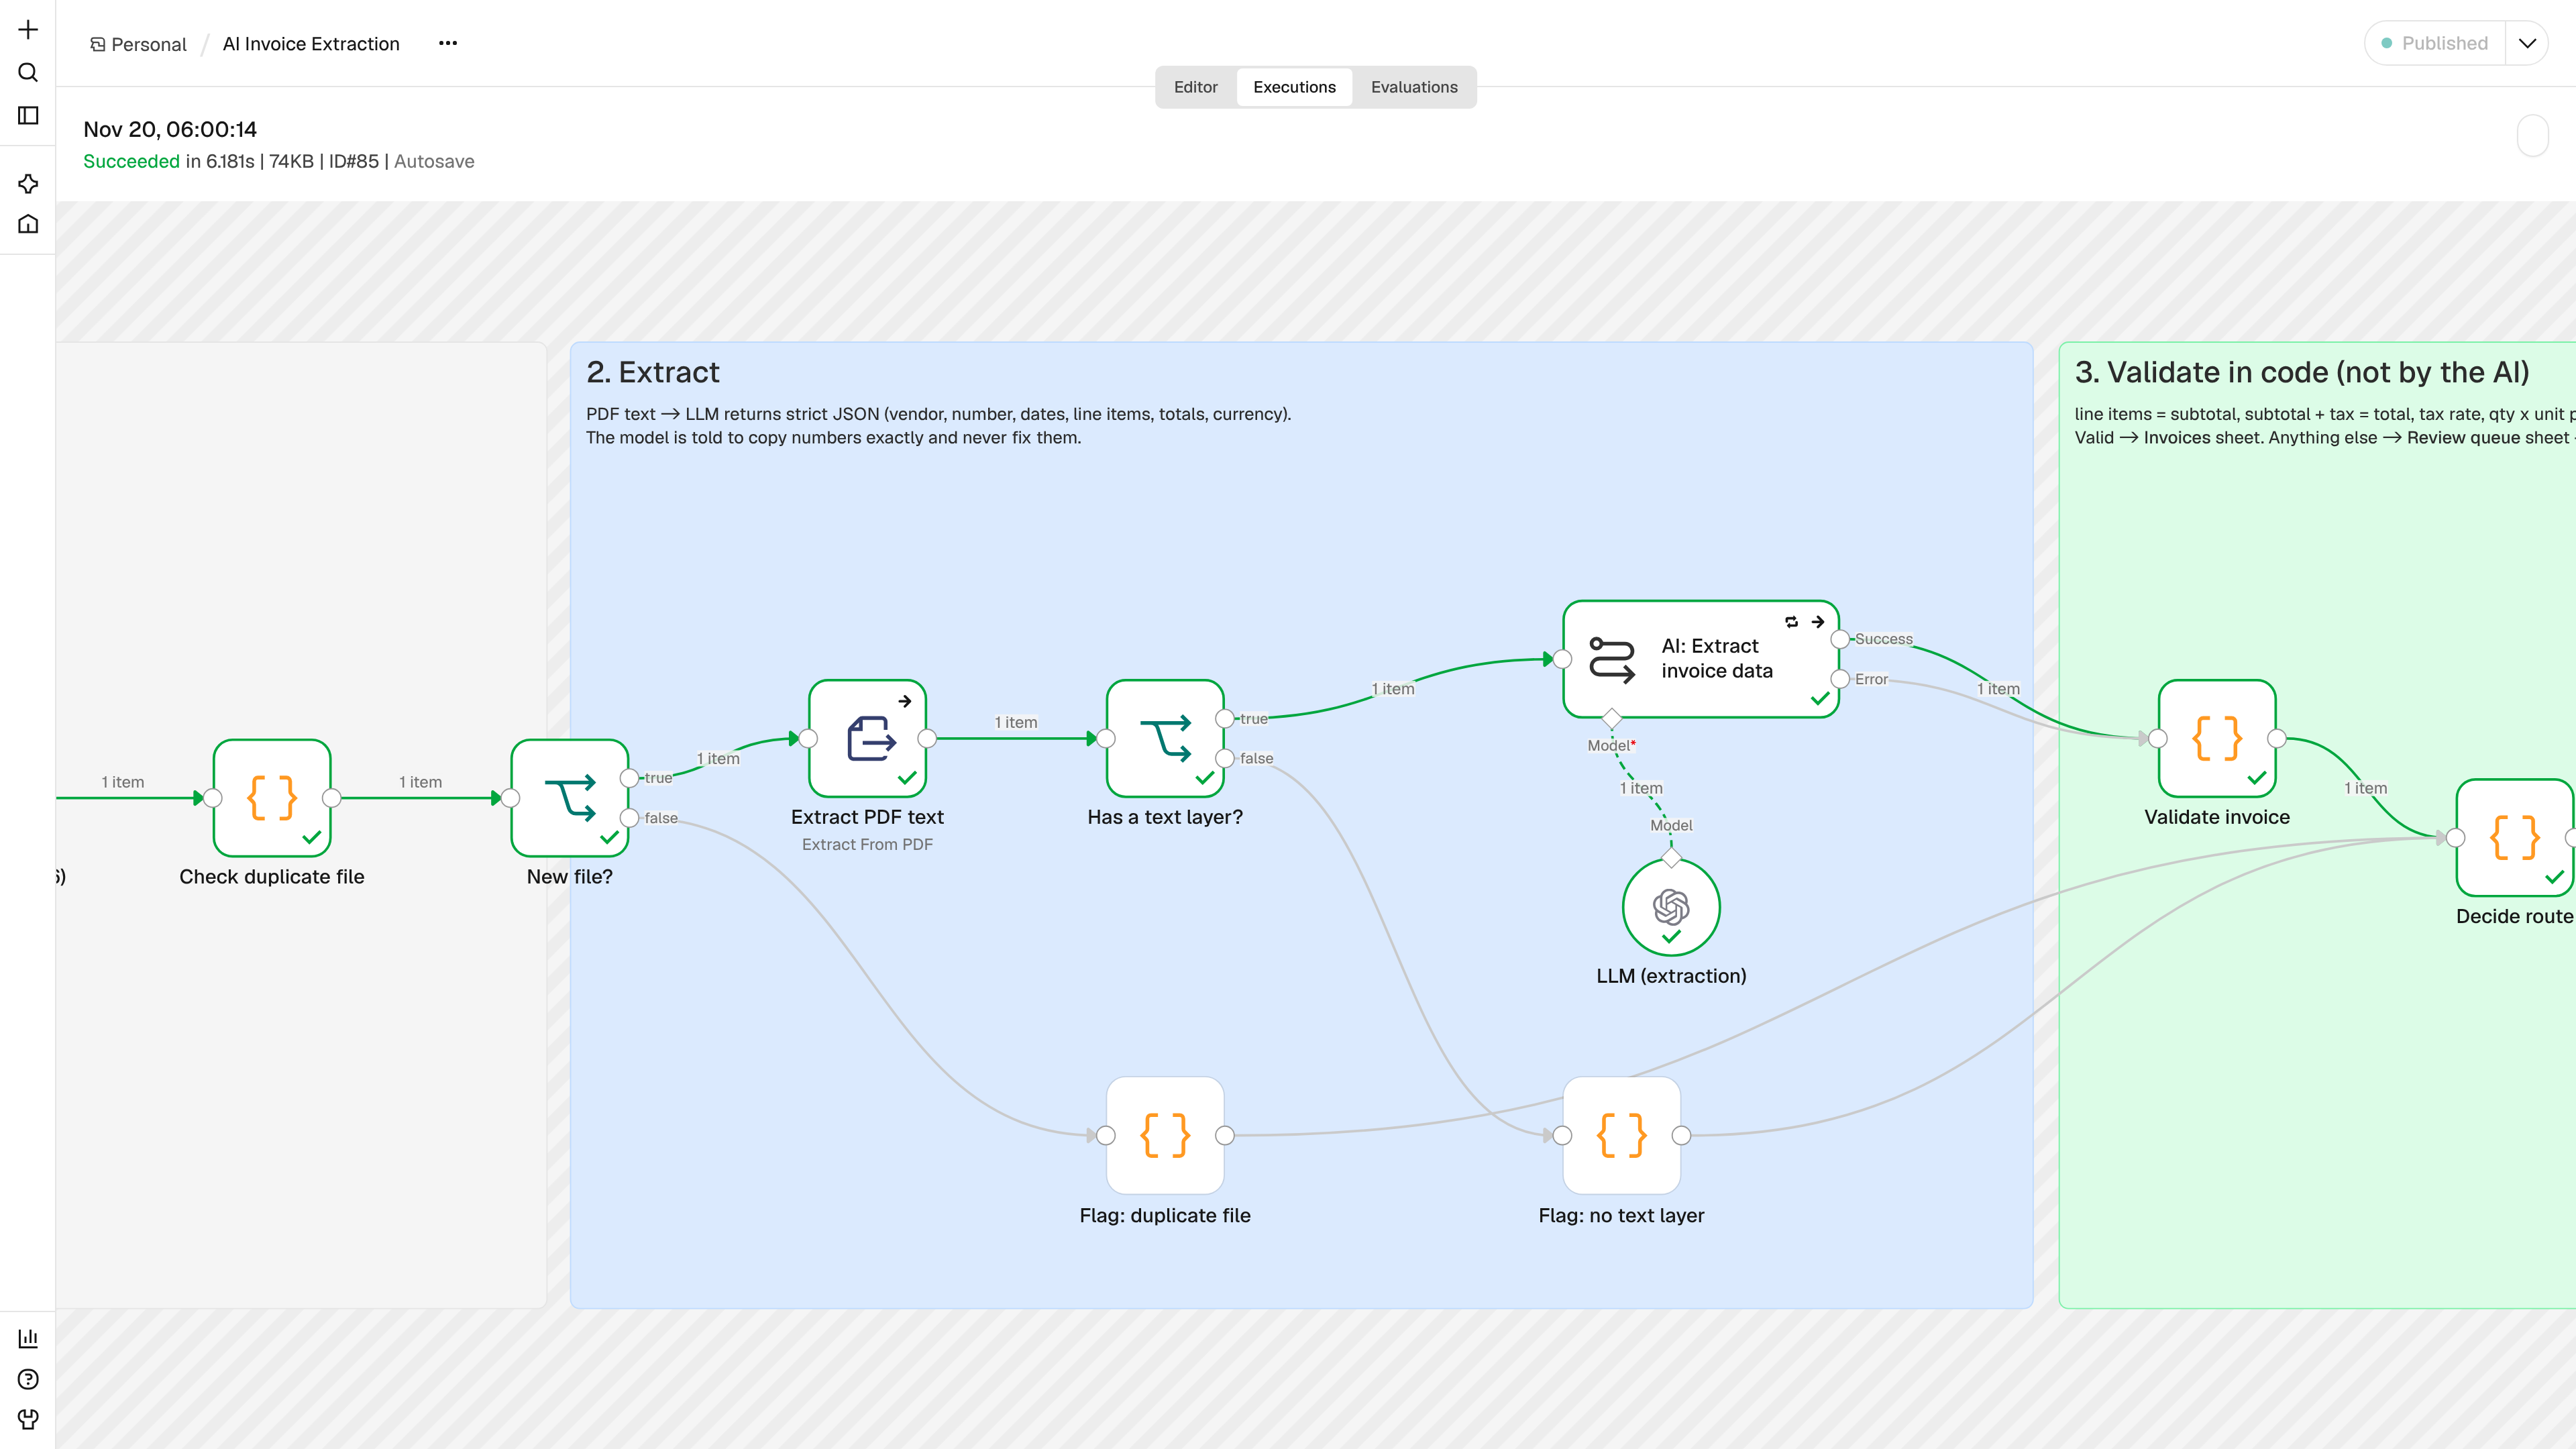 Personal / AI Invoice Extraction
Published
Editor
Executions
Evaluations
Nov 20, 06:00:14
Succeeded in 6.181s | 74KB | ID#85 | Autosave
2. Extract
PDF text → LLM returns strict JSON (vendor, number, dates, line items, totals, currency).
The model is told to copy numbers exactly and never fix them.
3. Validate in code (not by the AI)
line items = subtotal, subtotal + tax = total, tax rate, qty x unit p
Valid → Invoices sheet. Anything else → Review queue sheet
AI: Extract
invoice data
Success
Error
1 item
1 item
true
false
1 item
1 item
Model*
1 item
Model
1 item
1 item
1 item
true
false
1 item
6)
Check duplicate file
New file?
Extract PDF text
Extract From PDF
Has a text layer?
LLM (extraction)
Validate invoice
Decide route
Flag: duplicate file
Flag: no text layer